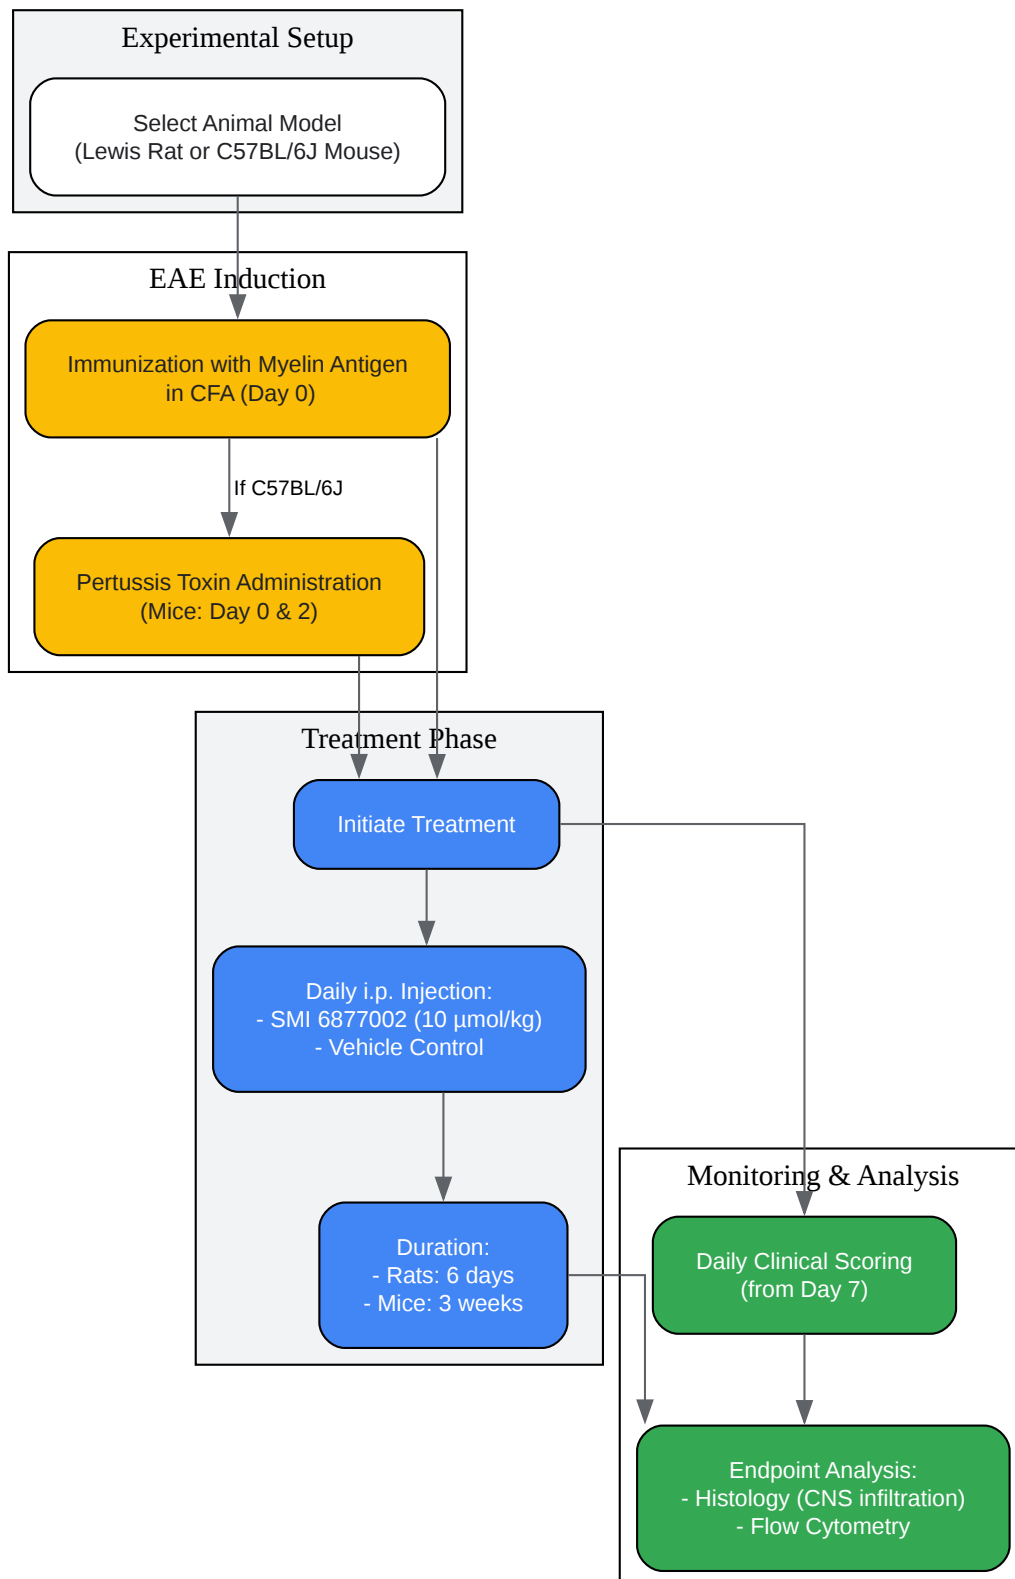 Experimental Setup
Select Animal Model
(Lewis Rat or C57BL/6J Mouse)
EAE Induction
Immunization with Myelin Antigen
in CFA (Day 0)
If C57BL/6J
Pertussis Toxin Administration
(Mice: Day 0 & 2)
Treatment Phase
Initiate Treatment
Daily i.p. Injection:
- SMI 6877002 (10 µmol/kg)
- Vehicle Control
Duration:
- Rats: 6 days
- Mice: 3 weeks
Monitoring & Analysis
Daily Clinical Scoring
(from Day 7)
Endpoint Analysis:
- Histology (CNS infiltration)
- Flow Cytometry